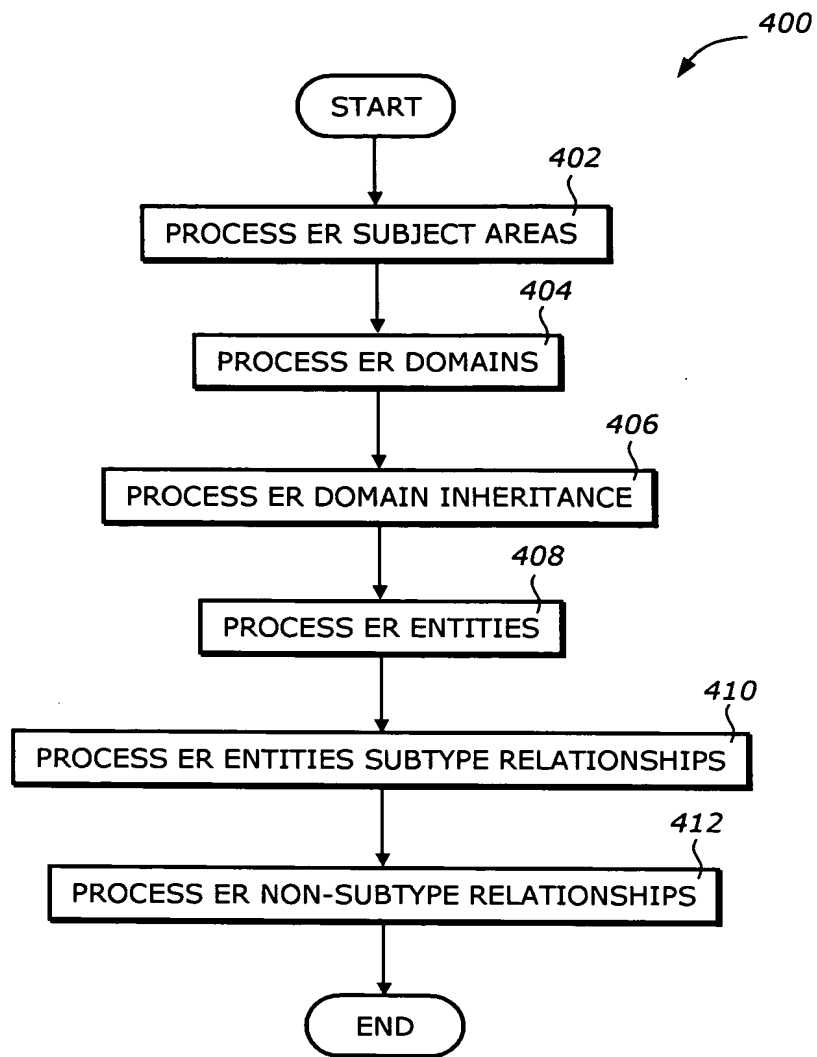 400
START
402
PROCESS ER SUBJECT AREAS
404
PROCESS ER DOMAINS
406
PROCESS ER DOMAIN INHERITANCE
408
PROCESS ER ENTITIES
410
PROCESS ER ENTITIES SUBTYPE RELATIONSHIPS
412
PROCESS ER NON-SUBTYPE RELATIONSHIPS
END